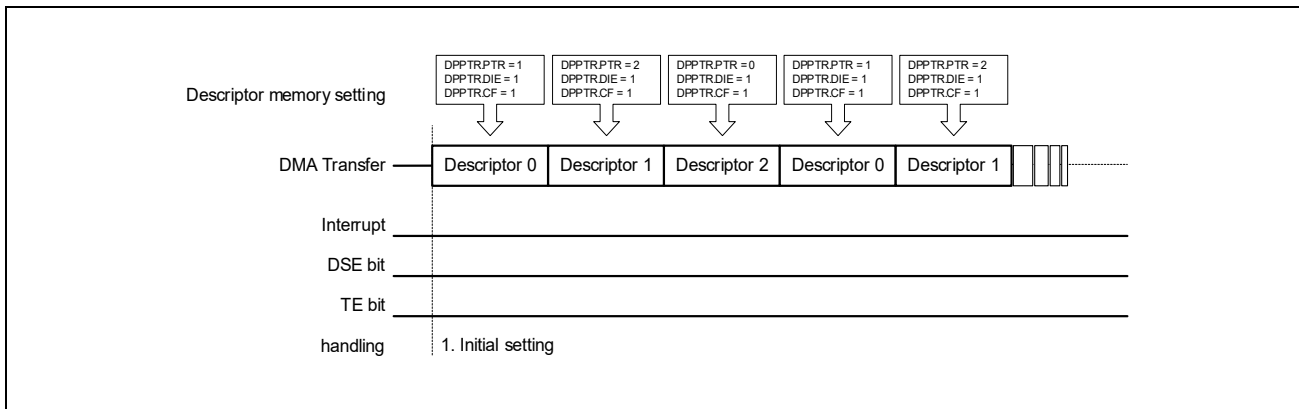 DPPTR.PTR = 1
DPPTR.DIE = 1
DPPTR.CF = 1
DPPTR.PTR = 2
DPPTR.DIE = 1
DPPTR.CF = 1
DPPTR.PTR = 0
DPPTR.DIE = 1
DPPTR.CF = 1
DPPTR.PTR = 1
DPPTR.DIE = 1
DPPTR.CF = 1
DPPTR.PTR = 2
DPPTR.DIE = 1
DPPTR.CF = 1
Descriptor memory setting
DMA Transfer
Descriptor 0
Descriptor 1
Descriptor 2
Descriptor 0
Descriptor 1
Interrupt
DSE bit
TE bit
handling
1. Initial setting